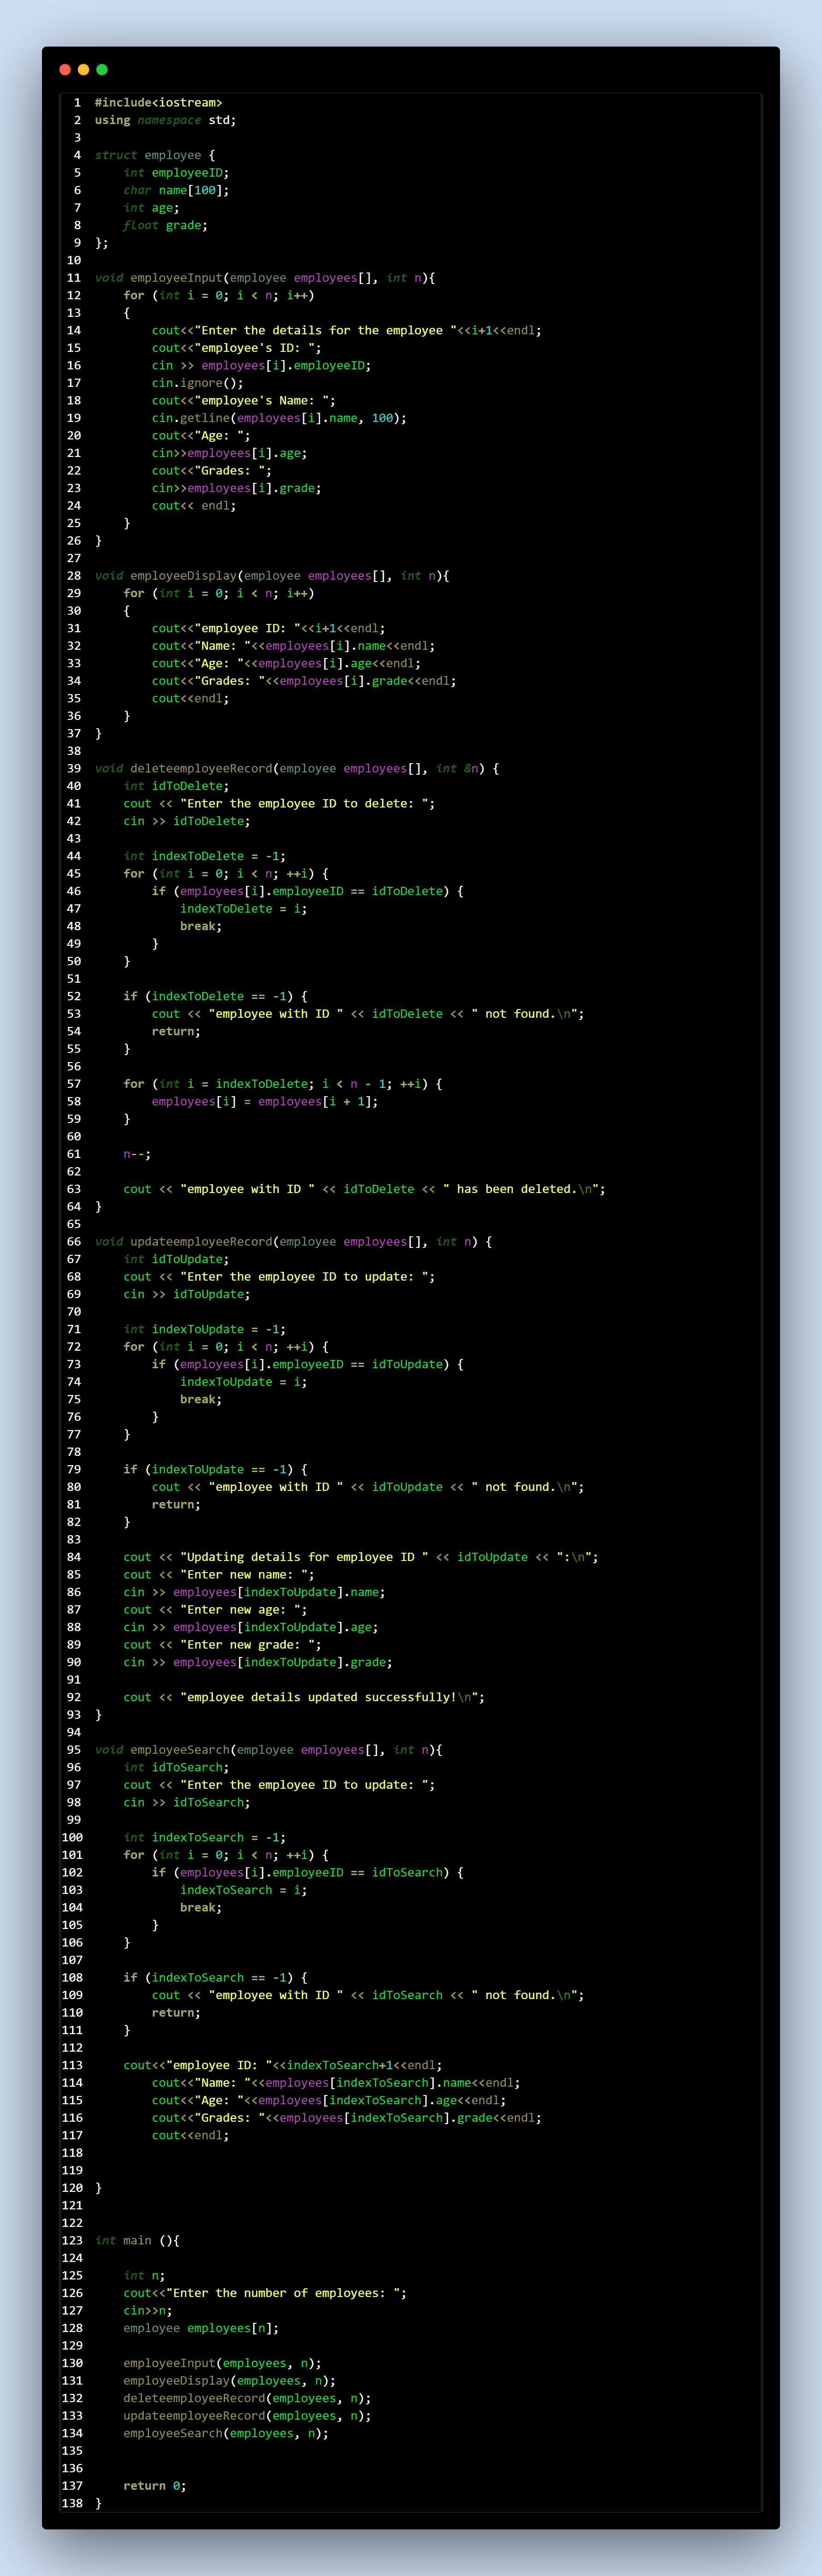 1 #include<iostream>
2 using namespace std;
3
4 struct employee {
5     int employeeID;
6     char name[100];
7     int age;
8     float grade;
9 };
10
11 void employeeInput(employee employees[], int n){
12     for (int i = 0; i < n; i++)
13     {
14         cout<<"Enter the details for the employee "<<i+1<<endl;
15         cout<<"employee's ID: ";
16         cin >> employees[i].employeeID;
17         cin.ignore();
18         cout<<"employee's Name: ";
19         cin.getline(employees[i].name, 100);
20         cout<<"Age: ";
21         cin>>employees[i].age;
22         cout<<"Grades: ";
23         cin>>employees[i].grade;
24         cout<< endl;
25     }
26 }
27
28 void employeeDisplay(employee employees[], int n){
29     for (int i = 0; i < n; i++)
30     {
31         cout<<"employee ID: "<<i+1<<endl;
32         cout<<"Name: "<<employees[i].name<<endl;
33         cout<<"Age: "<<employees[i].age<<endl;
34         cout<<"Grades: "<<employees[i].grade<<endl;
35         cout<<endl;
36     }
37 }
38
39 void deleteemployeeRecord(employee employees[], int &n) {
40     int idToDelete;
41     cout << "Enter the employee ID to delete: ";
42     cin >> idToDelete;
43
44     int indexToDelete = -1;
45     for (int i = 0; i < n; ++i) {
46         if (employees[i].employeeID == idToDelete) {
47             indexToDelete = i;
48             break;
49         }
50     }
51
52     if (indexToDelete == -1) {
53         cout << "employee with ID " << idToDelete << " not found.\n";
54         return;
55     }
56
57     for (int i = indexToDelete; i < n - 1; ++i) {
58         employees[i] = employees[i + 1];
59     }
60
61     n--;
62
63     cout << "employee with ID " << idToDelete << " has been deleted.\n";
64 }
65
66 void updateemployeeRecord(employee employees[], int n) {
67     int idToUpdate;
68     cout << "Enter the employee ID to update: ";
69     cin >> idToUpdate;
70
71     int indexToUpdate = -1;
72     for (int i = 0; i < n; ++i) {
73         if (employees[i].employeeID == idToUpdate) {
74             indexToUpdate = i;
75             break;
76         }
77     }
78
79     if (indexToUpdate == -1) {
80         cout << "employee with ID " << idToUpdate << " not found.\n";
81         return;
82     }
83
84     cout << "Updating details for employee ID " << idToUpdate << ":\n";
85     cout << "Enter new name: ";
86     cin >> employees[indexToUpdate].name;
87     cout << "Enter new age: ";
88     cin >> employees[indexToUpdate].age;
89     cout << "Enter new grade: ";
90     cin >> employees[indexToUpdate].grade;
91
92     cout << "employee details updated successfully!\n";
93 }
94
95 void employeeSearch(employee employees[], int n){
96     int idToSearch;
97     cout << "Enter the employee ID to update: ";
98     cin >> idToSearch;
99
100     int indexToSearch = -1;
101     for (int i = 0; i < n; ++i) {
102         if (employees[i].employeeID == idToSearch) {
103             indexToSearch = i;
104             break;
105         }
106     }
107
108     if (indexToSearch == -1) {
109         cout << "employee with ID " << idToSearch << " not found.\n";
110         return;
111     }
112
113     cout<<"employee ID: "<<indexToSearch+1<<endl;
114         cout<<"Name: "<<employees[indexToSearch].name<<endl;
115         cout<<"Age: "<<employees[indexToSearch].age<<endl;
116         cout<<"Grades: "<<employees[indexToSearch].grade<<endl;
117         cout<<endl;
118
119
120 }
121
122
123 int main (){
124
125     int n;
126     cout<<"Enter the number of employees: ";
127     cin>>n;
128     employee employees[n];
129
130     employeeInput(employees, n);
131     employeeDisplay(employees, n);
132     deleteemployeeRecord(employees, n);
133     updateemployeeRecord(employees, n);
134     employeeSearch(employees, n);
135
136
137     return 0;
138 }